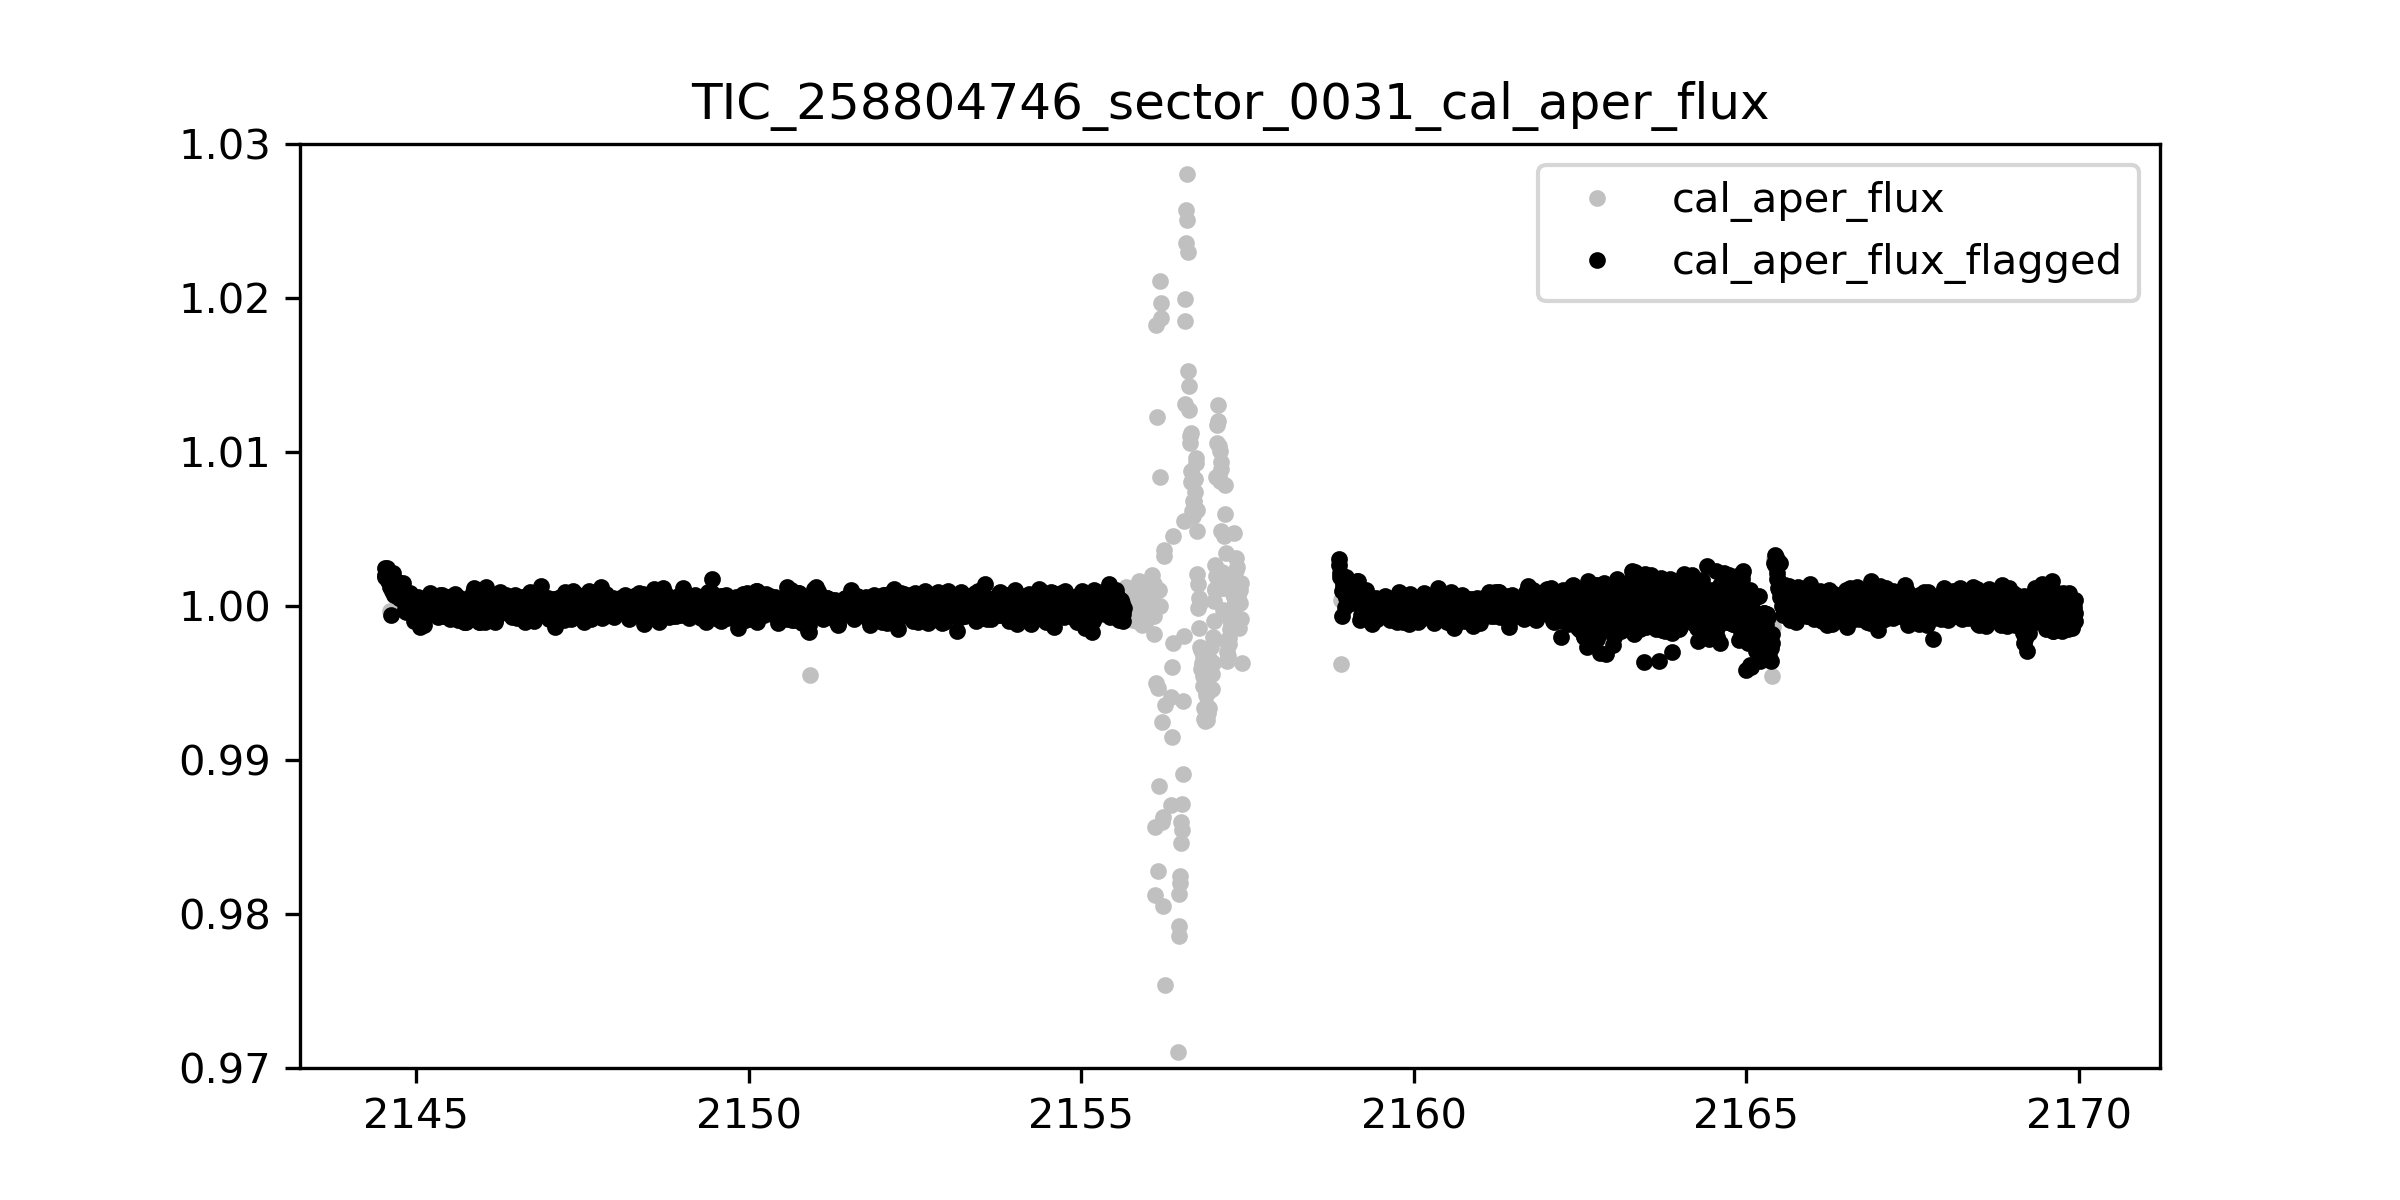 TIC_258804746_sector_0031_cal_aper_flux
1.03
1.02
1.01
1.00
0.99
0.98
0.97
cal_aper_flux
cal_aper_flux_flagged
2145 2150 2155 2160 2165 2170